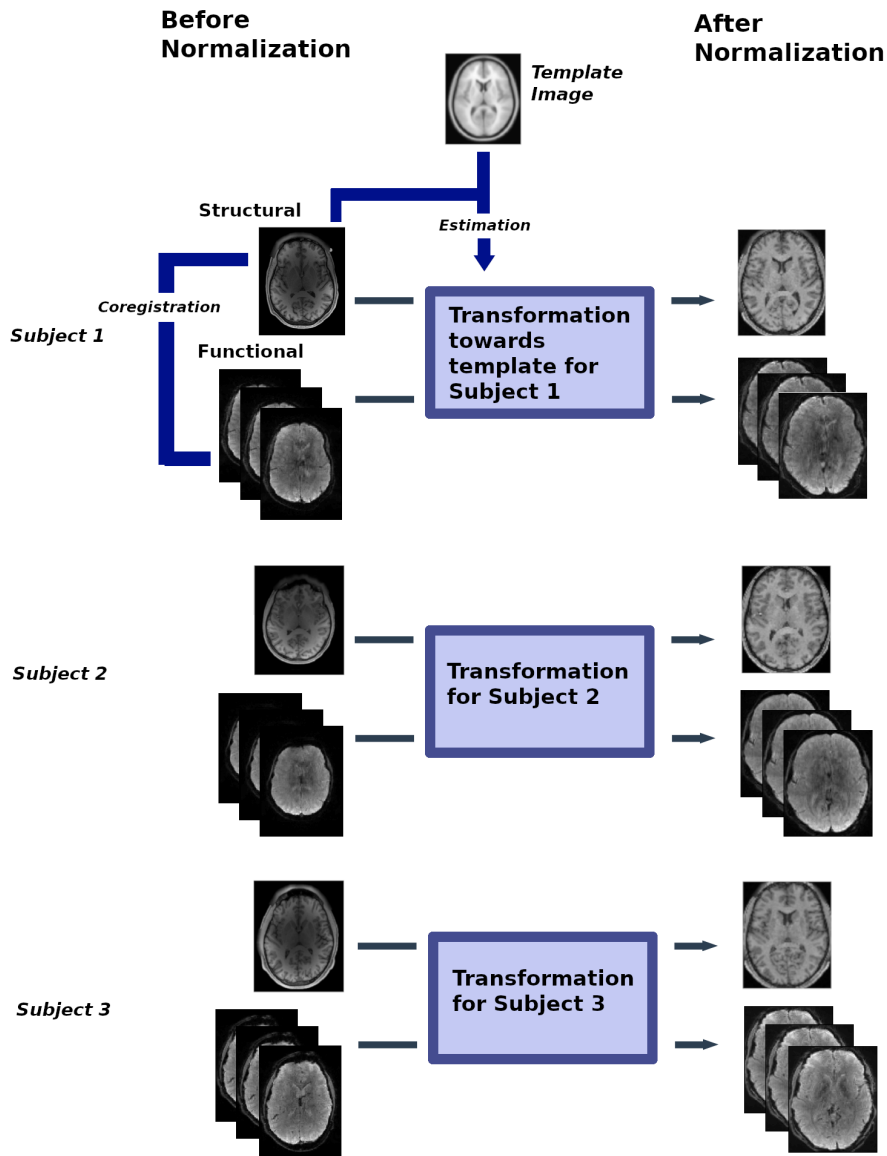 Before
Normalization
After
Normalization
Template
Image
Structural
Estimation
Coregistration
Subject 1
Functional
Transformation
towards
template for
Subject 1
Subject 2
Transformation
for Subject 2
Subject 3
Transformation
for Subject 3